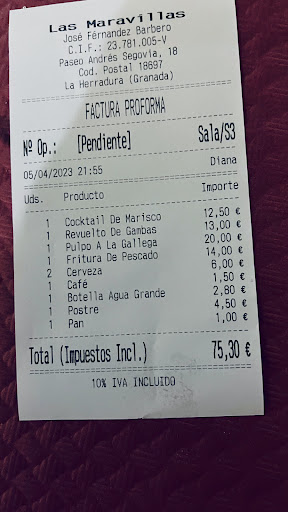 Las Maravillas
José Férnandez Barbero
C.I.F.: 23.781.005-V
Paseo Andrés Segovia, 18
Cod. Postal 18697
La Herradura (Granada)
FACTURA PROFORMA
Nº Op.: [Pendiente] Sala/S3
05/04/2023 21:55 Diana
Uds. Producto Importe
1 Cocktail De Marisco 12,50 €
1 Revuelto De Gambas 13,00 €
1 Pulpo A La Gallega 20,00 €
1 Fritura De Pescado 14,00 €
2 Cerveza 6,00 €
1 Café 1,50 €
1 Botella Agua Grande 2,80 €
1 Postre 4,50 €
1 Pan 1,00 €
Total (Impuestos Incl.) 75,30 €
10% IVA INCLUIDO